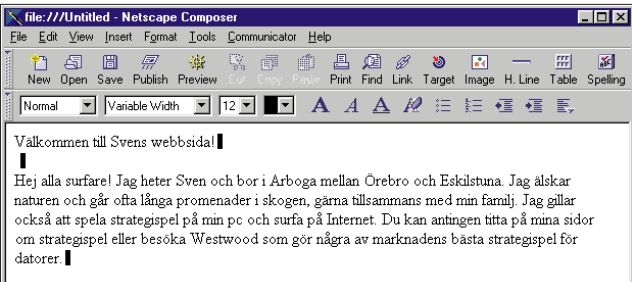 file:///Untitled - Netscape Composer
File Edit View Insert Format Tools Communicator Help
New Open Save Publish Preview Cut Copy Paste Print Find Link Target Image H. Line Table Spelling
Normal Variable Width 12 A A A
Välkommen till Svens webbsida!
Hej alla surfare! Jag heter Sven och bor i Arboga mellan Örebro och Eskilstuna. Jag älskar
naturen och går ofta långa promenader i skogen, gärna tillsammans med min familj. Jag gillar
också att spela strategispel på min pc och surfa på Internet. Du kan antingen titta på mina sidor
om strategispel eller besöka Westwood som gör några av marknadens bästa strategispel för
datorer.